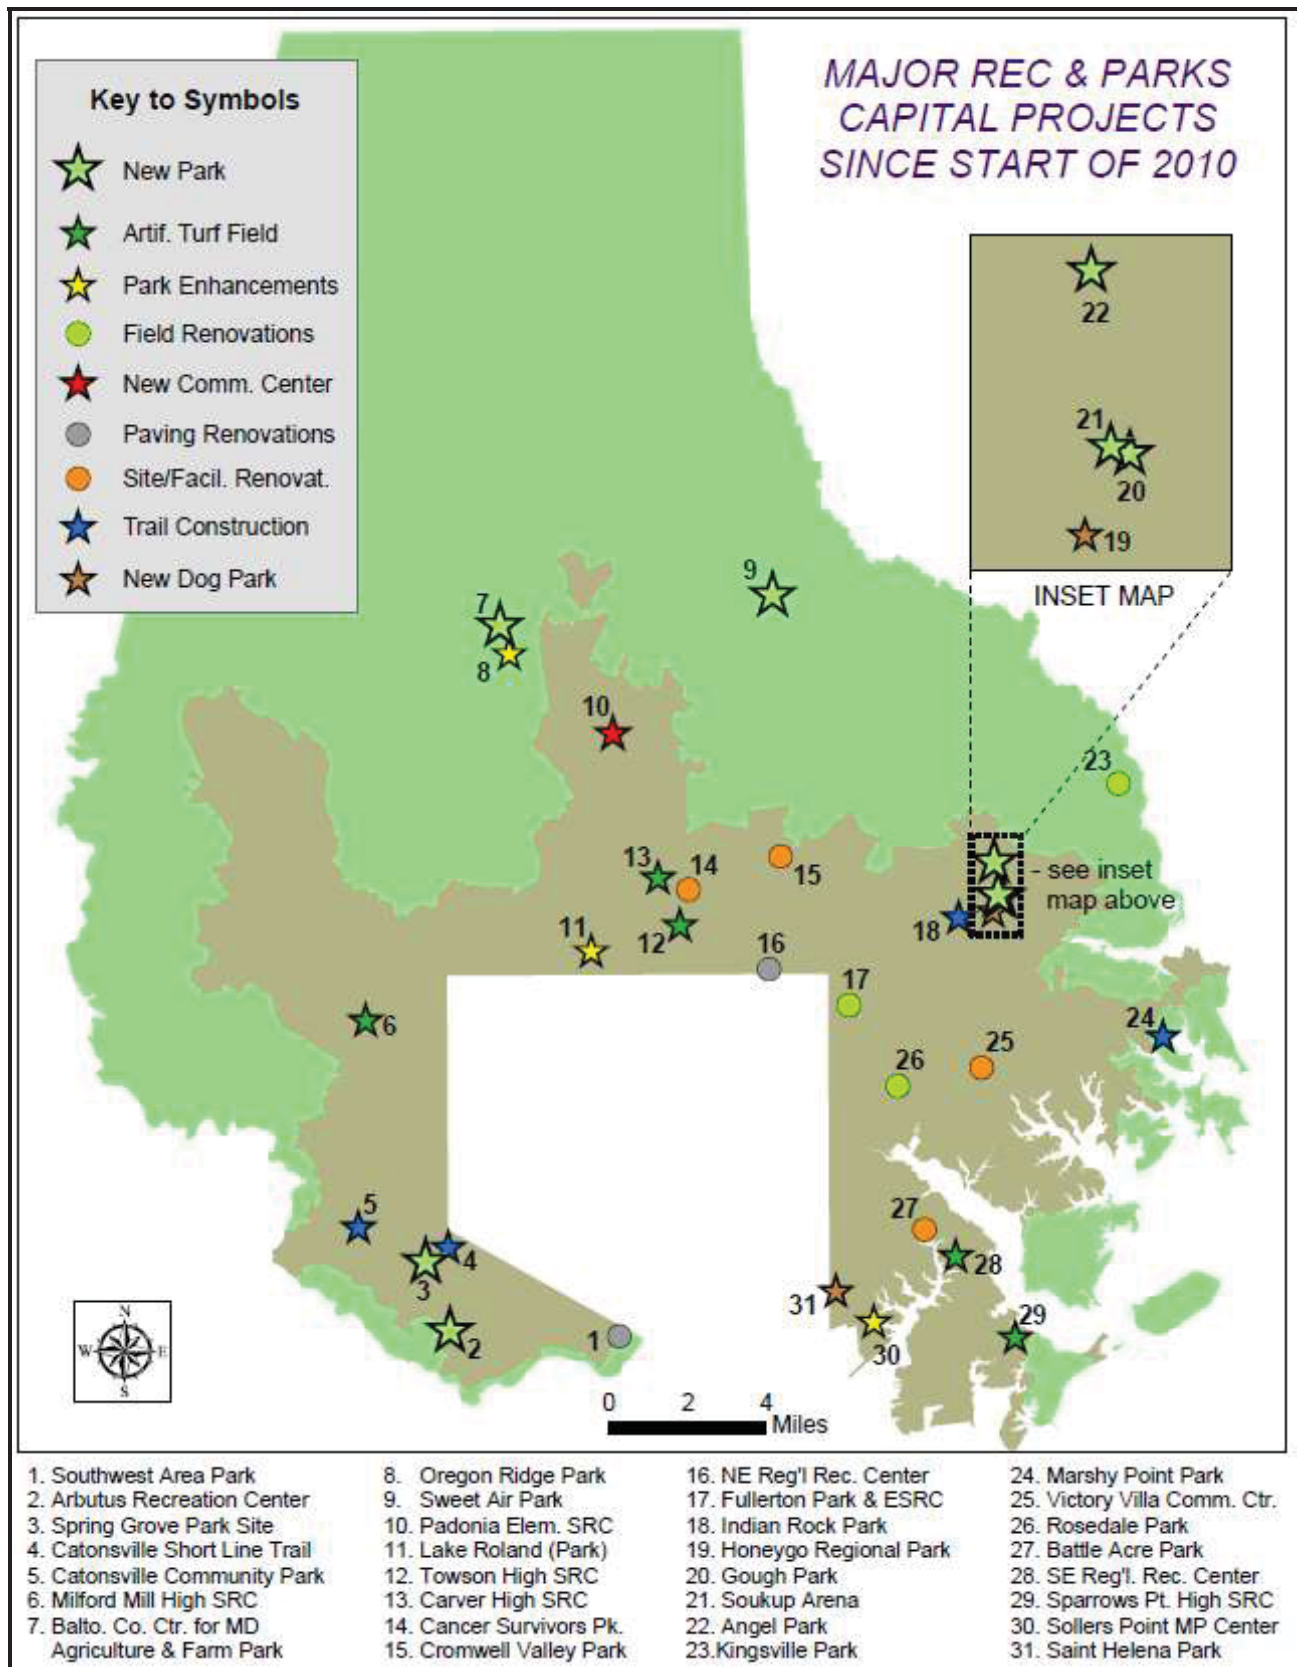 MAJOR REC & PARKS
CAPITAL PROJECTS
SINCE START OF 2010
Key to Symbols
New Park
Artif. Turf Field
Park Enhancements
Field Renovations
New Comm. Center
Paving Renovations
Site/Facil. Renovat.
Trail Construction
New Dog Park
22
21
20
19
INSET MAP
9
7
8
10
23
13
14
15
- see inset
map above
18
12
11
16
17
6
24
25
26
5
4
3
27
28
31
29
2
1
30
N
W
E
S
0
2
4
Miles
1. Southwest Area Park
2. Arbutus Recreation Center
3. Spring Grove Park Site
4. Catonsville Short Line Trail
5. Catonsville Community Park
6. Milford Mill High SRC
7. Balto. Co. Ctr. for MD
Agriculture & Farm Park
8. Oregon Ridge Park
9. Sweet Air Park
10. Padonia Elem. SRC
11. Lake Roland (Park)
12. Towson High SRC
13. Carver High SRC
14. Cancer Survivors Pk.
15. Cromwell Valley Park
16. NE Reg'l Rec. Center
17. Fullerton Park & ESRC
18. Indian Rock Park
19. Honeygo Regional Park
20. Gough Park
21. Soukup Arena
22. Angel Park
23.Kingsville Park
24. Marshy Point Park
25. Victory Villa Comm. Ctr.
26. Rosedale Park
27. Battle Acre Park
28. SE Reg'l. Rec. Center
29. Sparrows Pt. High SRC
30. Sollers Point MP Center
31. Saint Helena Park